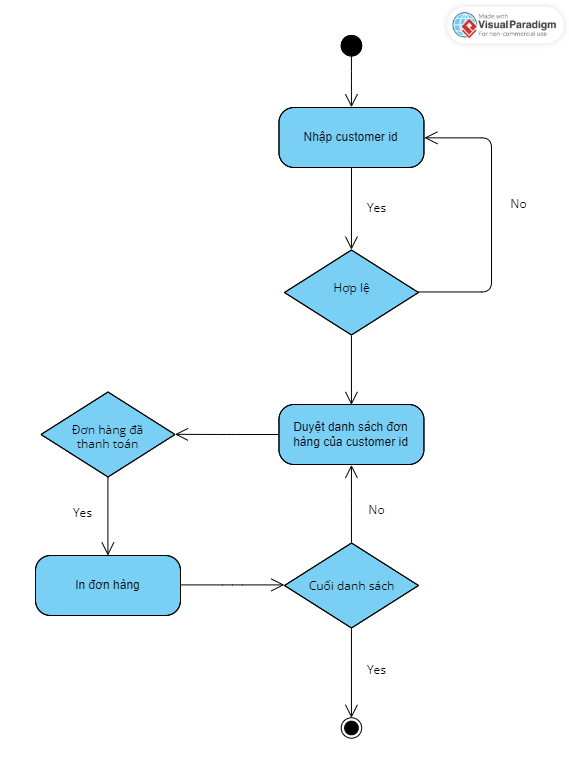 Made with
Visual Paradigm
For non-commercial use
Nhập customer id
Yes
No
Hợp lệ
Duyệt danh sách đơn
hàng của customer id
Đơn hàng đã
thanh toán
Yes
No
In đơn hàng
Cuối danh sách
Yes